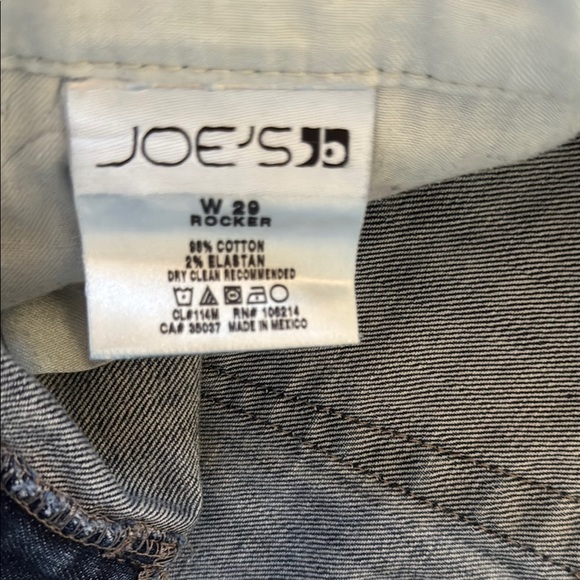 JOE'S
W 29
ROCKER
98% COTTON
2% ELASTAN
DRY CLEAN RECOMMENDED
CL#114M RN# 106214
CA# 35037 MADE IN MEXICO